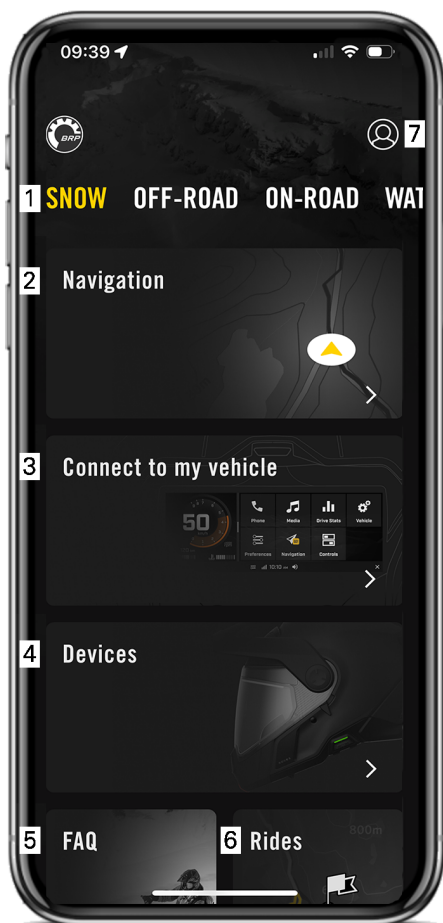 09:39
BRP
7
1 SNOW OFF-ROAD ON-ROAD WAT
2 Navigation
3 Connect to my vehicle
50
Phone Media Drive Stats Vehicle
Preferences Navigation Controls
10:10
4 Devices
5 FAQ
6 Rides
800m